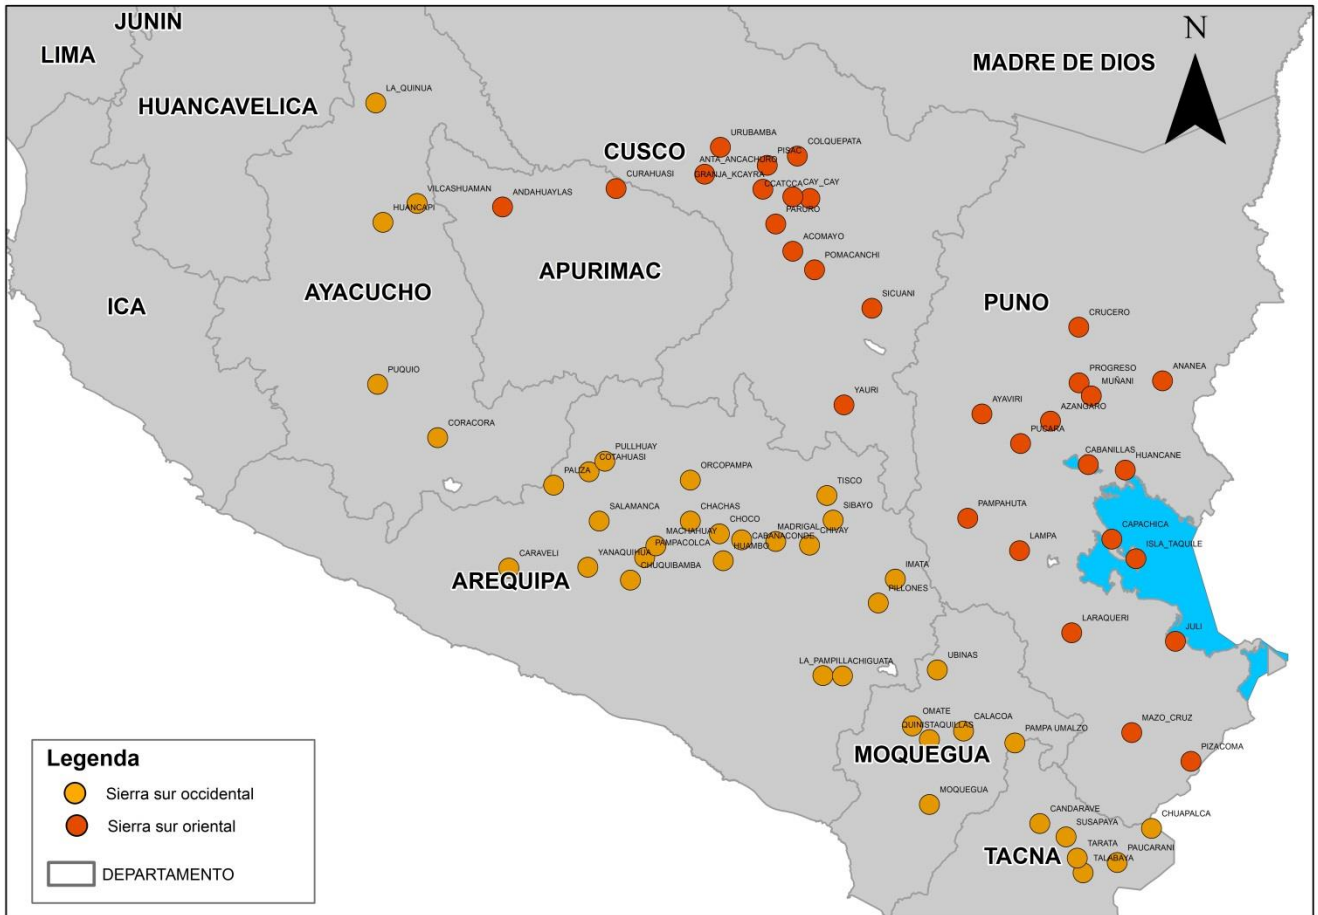 JUNIN
LIMA
MADRE DE DIOS
N
LA_QUINUA
HUANCAVELICA
URUBAMBA
COLQUEPATA
PISAC
CUSCO
ANTA_ANCACHURO
GRANJA_KCAYRA
CURAHUASI
CCATCCA
CAY_CAY
VILCASHUAMAN
ANDAHUAYLAS
HUANCAPI
PARURO
ACOMAYO
POMACANCHI
APURIMAC
AYACUCHO
ICA
SICUANI
PUNO
CRUCERO
PUQUIO
PROGRESO
ANANEA
MUÑANI
YAURI
AYAVIRI
AZANGARO
CORACORA
PUCARA
PULLHUAY
COTAHUASI
CABANILLAS
HUANCANE
PAUZA
ORCOPAMPA
TISCO
SALAMANCA
CHACHAS
SIBAYO
PAMPAHUTA
CHOCO
MADRIGAL
CHIVAY
MACHAHUAY
CABANACONDE
CAPACHICA
PAMPACOLCA
HUAMBO
LAMPA
ISLA_TAQUILE
CARAVELI
YANAQUIHUA
CHUQUIBAMBA
AREQUIPA
IMATA
PILLONES
LARAQUERI
JULI
LA_PAMPILLA
CHIGUATA
UBINAS
OMATE
CALACOA
QUINISTAQUILLAS
PAMPA UMALZO
MAZO_CRUZ
MOQUEGUA
PIZACOMA
MOQUEGUA
CANDARAVE
CHUAPALCA
SUSAPAYA
TARATA
PAUCARANI
TACNA
TALABAYA
Legenda
Sierra sur occidental
Sierra sur oriental
DEPARTAMENTO